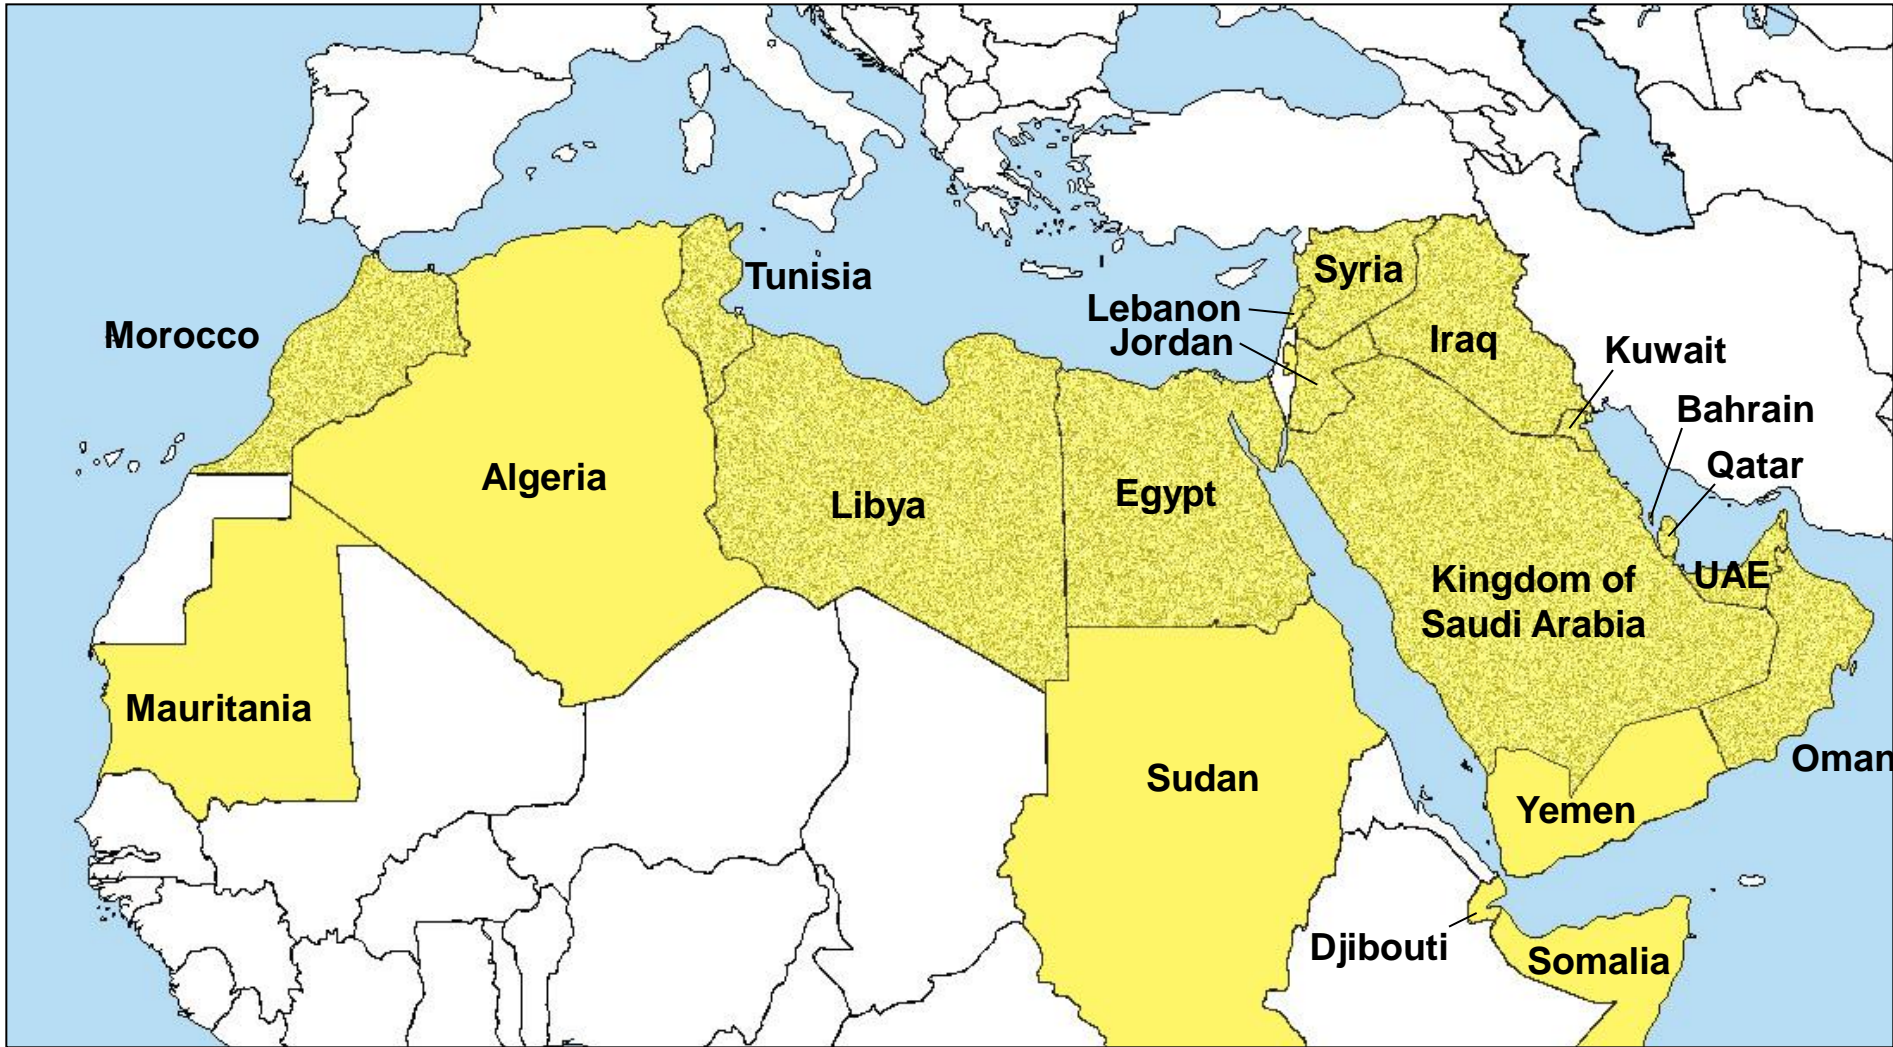 Syria
Tunisia
Lebanon
Morocco
Jordan
Iraq
Kuwait
Bahrain
Qatar
Algeria
Libya
Egypt
Kingdom of
Saudi Arabia
UAE
Mauritania
Oman
Sudan
Yemen
Djibouti
Somalia